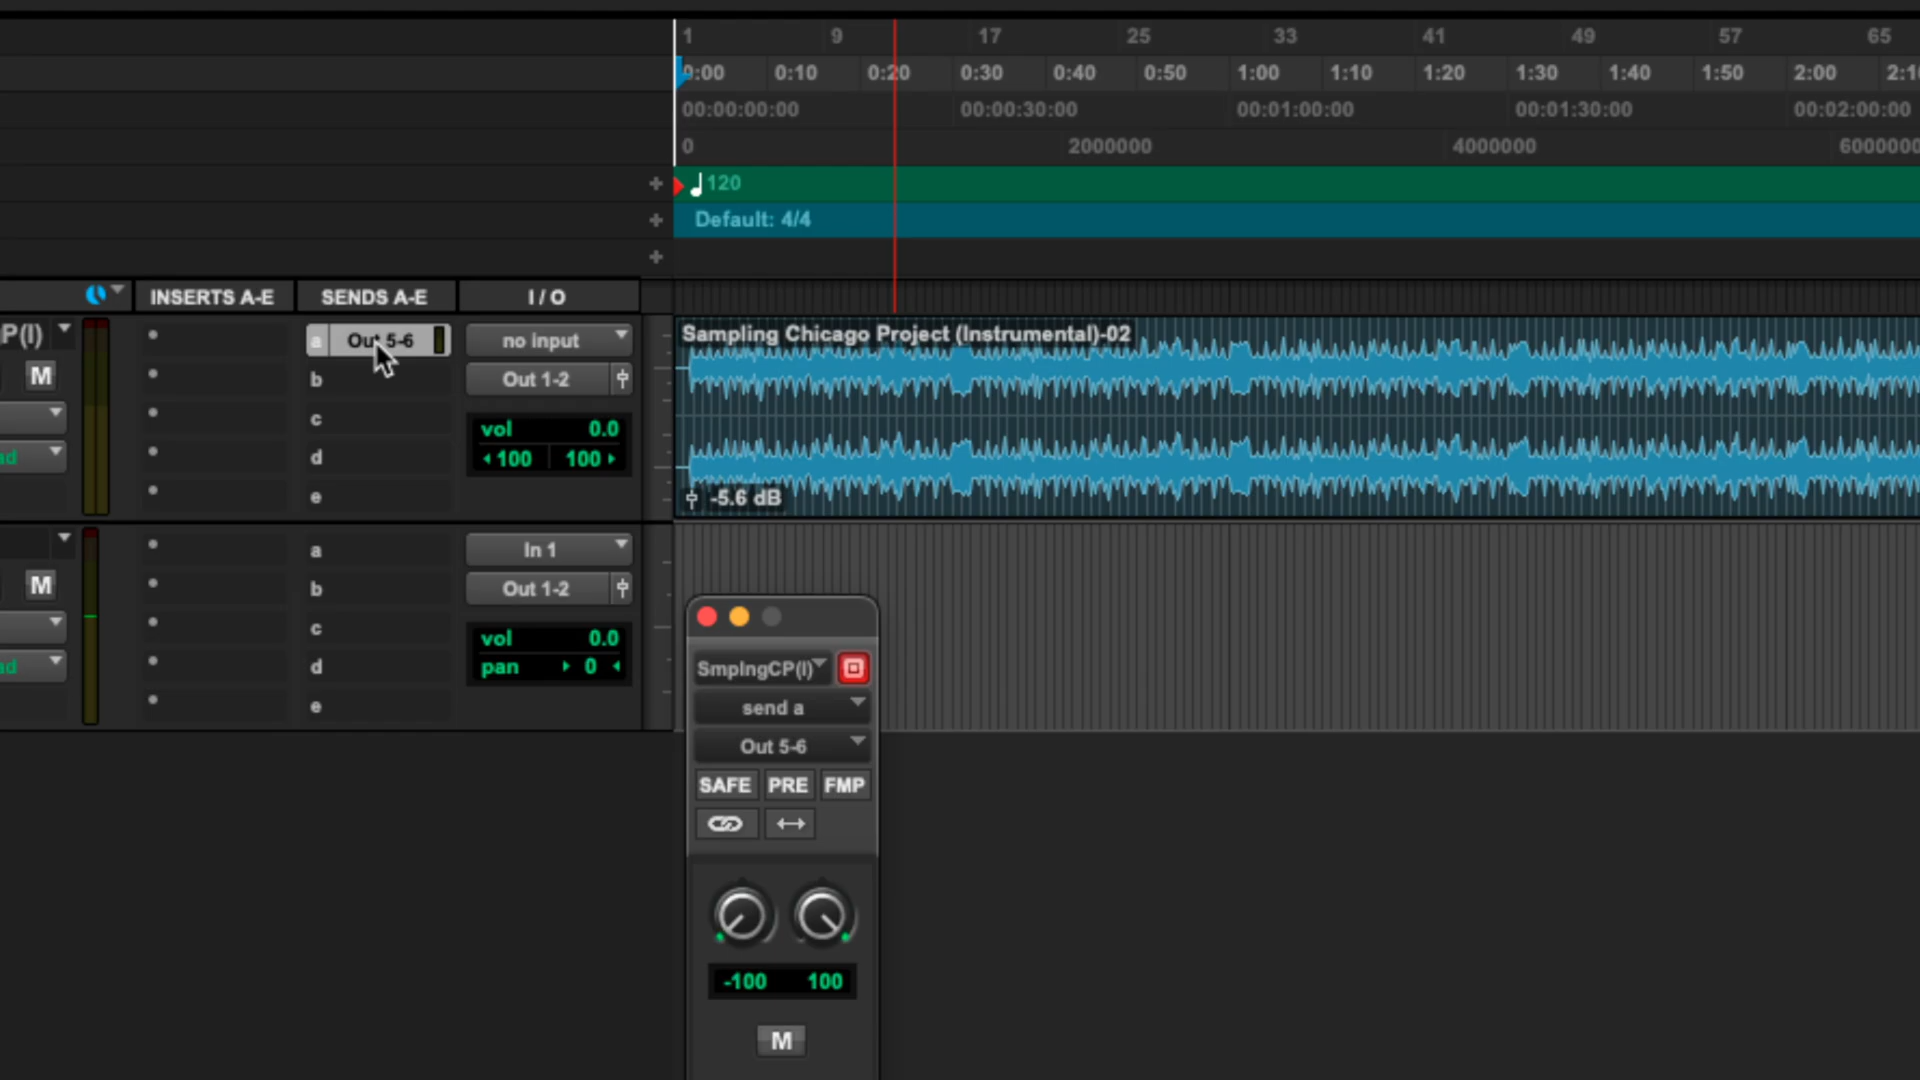 1 9 17 25 33 41 49 57 65
0:00 0:10 0:20 0:30 0:40 0:50 1:00 1:10 1:20 1:30 1:40 1:50 2:00
00:00:00:00 00:00:30:00 00:01:00:00 00:01:30:00 00:02:00:00
0 2000000 4000000 6000000
+ 120
+ Default: 4/4
+
INSERTS A-E SENDS A-E I / O
P(I) a Out 5-6 no input Sampling Chicago Project (Instrumental)-02
M b Out 1-2
c vol 0.0
ad d 100 100
e -5.6 dB
a In 1
M b Out 1-2
c vol 0.0
ad d pan 0
e
SmplngCP(I)
send a
Out 5-6
SAFE PRE FMP
-100 100
M